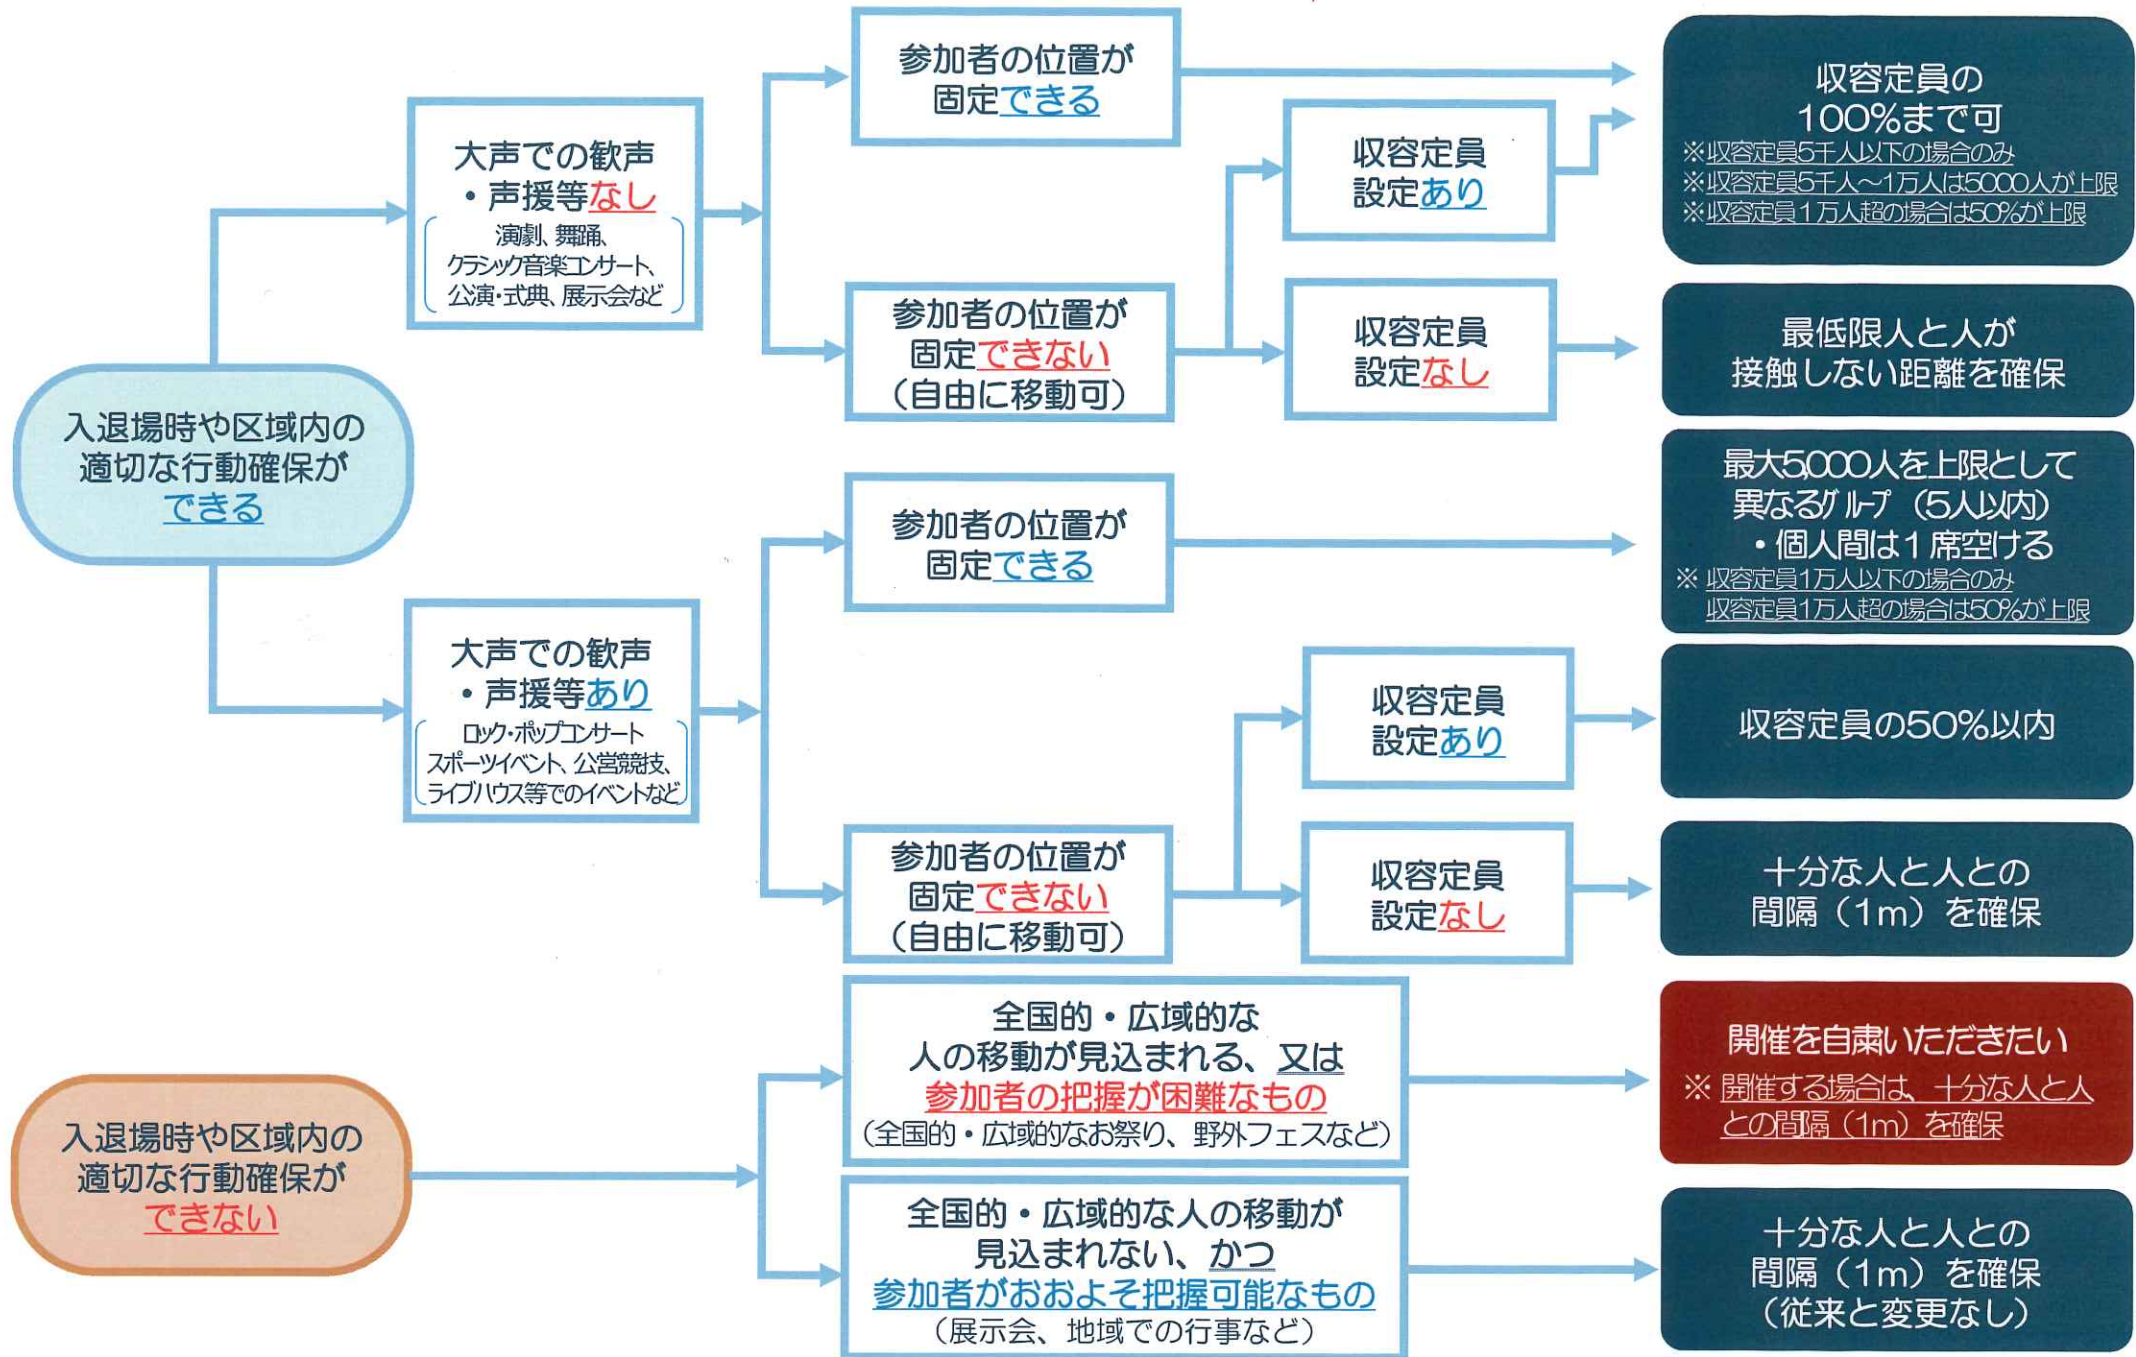 入退場時や区域内の
適切な行動確保が
できる
大声での歓声
・声援等なし
演劇、舞踊、
クラシック音楽コンサート、
公演・式典、展示会など
参加者の位置が
固定できる
収容定員の
100%まで可
※収容定員5千人以下の場合のみ
※収容定員5千人～1万人は5000人が上限
※収容定員1万人超の場合は50%が上限
参加者の位置が
固定できない
（自由に移動可）
収容定員
設定あり
収容定員
設定なし
最低限人と人が
接触しない距離を確保
大声での歓声
・声援等あり
ロック・ポップコンサート
スポーツイベント、公営競技、
ライブハウス等でのイベントなど
参加者の位置が
固定できる
最大5,000人を上限として
異なるグループ（5人以内）
・個人間は1席空ける
※ 収容定員1万人以下の場合のみ
収容定員1万人超の場合は50%が上限
参加者の位置が
固定できない
（自由に移動可）
収容定員
設定あり
収容定員の50%以内
収容定員
設定なし
十分な人と人との
間隔（1m）を確保
入退場時や区域内の
適切な行動確保が
できない
全国的・広域的な
人の移動が見込まれる、又は
参加者の把握が困難なもの
（全国的・広域的なお祭り、野外フェスなど）
開催を自粛いただきたい
※ 開催する場合は、十分な人と人
との間隔（1m）を確保
全国的・広域的な人の移動が
見込まれない、かつ
参加者がおおよそ把握可能なもの
（展示会、地域での行事など）
十分な人と人との
間隔（1m）を確保
（従来と変更なし）